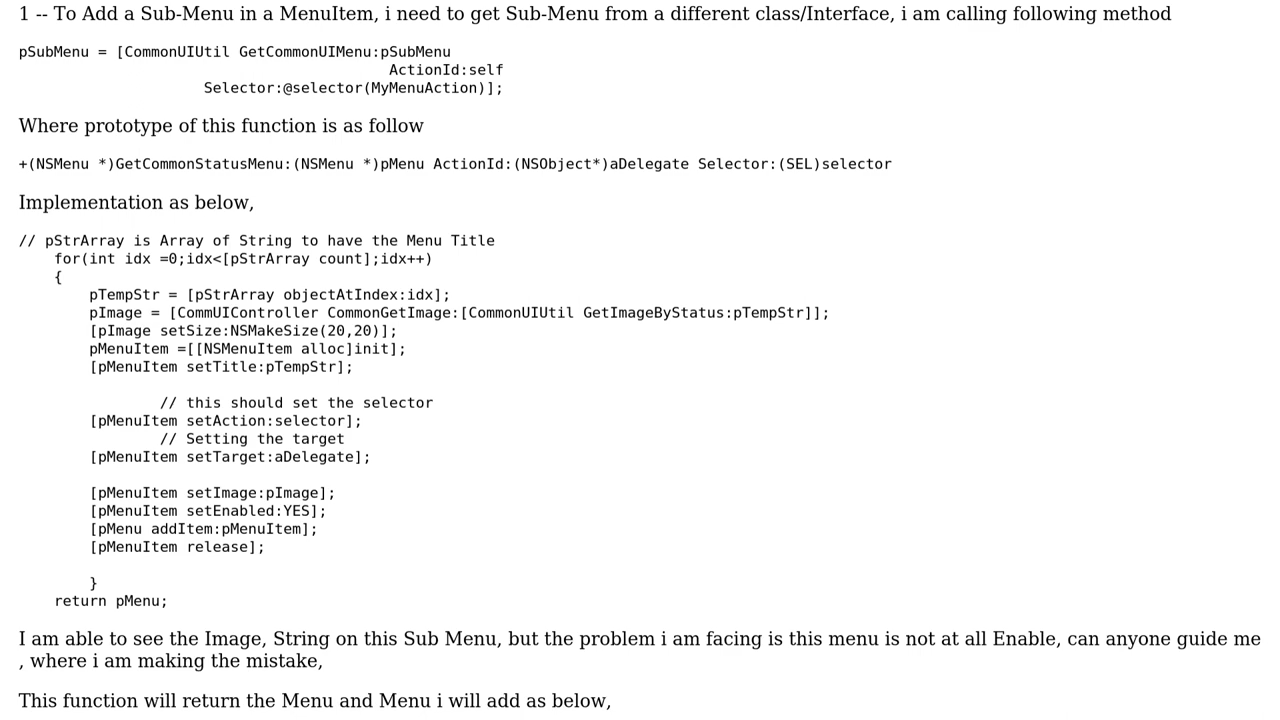 1 -- To Add a Sub-Menu in a MenuItem, i need to get Sub-Menu from a different class/Interface, i am calling following method
pSubMenu = [CommonUIUtil GetCommonUIMenu:pSubMenu
ActionId:self
Selector:@selector(MyMenuAction)];
Where prototype of this function is as follow
+(NSMenu *)GetCommonStatusMenu:(NSMenu *)pMenu ActionId:(NSObject*)aDelegate Selector:(SEL)selector
Implementation as below,
// pStrArray is Array of String to have the Menu Title
for(int idx =0;idx<[pStrArray count];idx++)
{
pTempStr = [pStrArray objectAtIndex:idx];
pImage = [CommUIController CommonGetImage:[CommonUIUtil GetImageByStatus:pTempStr]];
[pImage setSize:NSMakeSize(20,20)];
pMenuItem =[[NSMenuItem alloc]init];
[pMenuItem setTitle:pTempStr];
// this should set the selector
[pMenuItem setAction:selector];
// Setting the target
[pMenuItem setTarget:aDelegate];
[pMenuItem setImage:pImage];
[pMenuItem setEnabled:YES];
[pMenu addItem:pMenuItem];
[pMenuItem release];
}
return pMenu;
I am able to see the Image, String on this Sub Menu, but the problem i am facing is this menu is not at all Enable, can anyone guide me
, where i am making the mistake,
This function will return the Menu and Menu i will add as below,